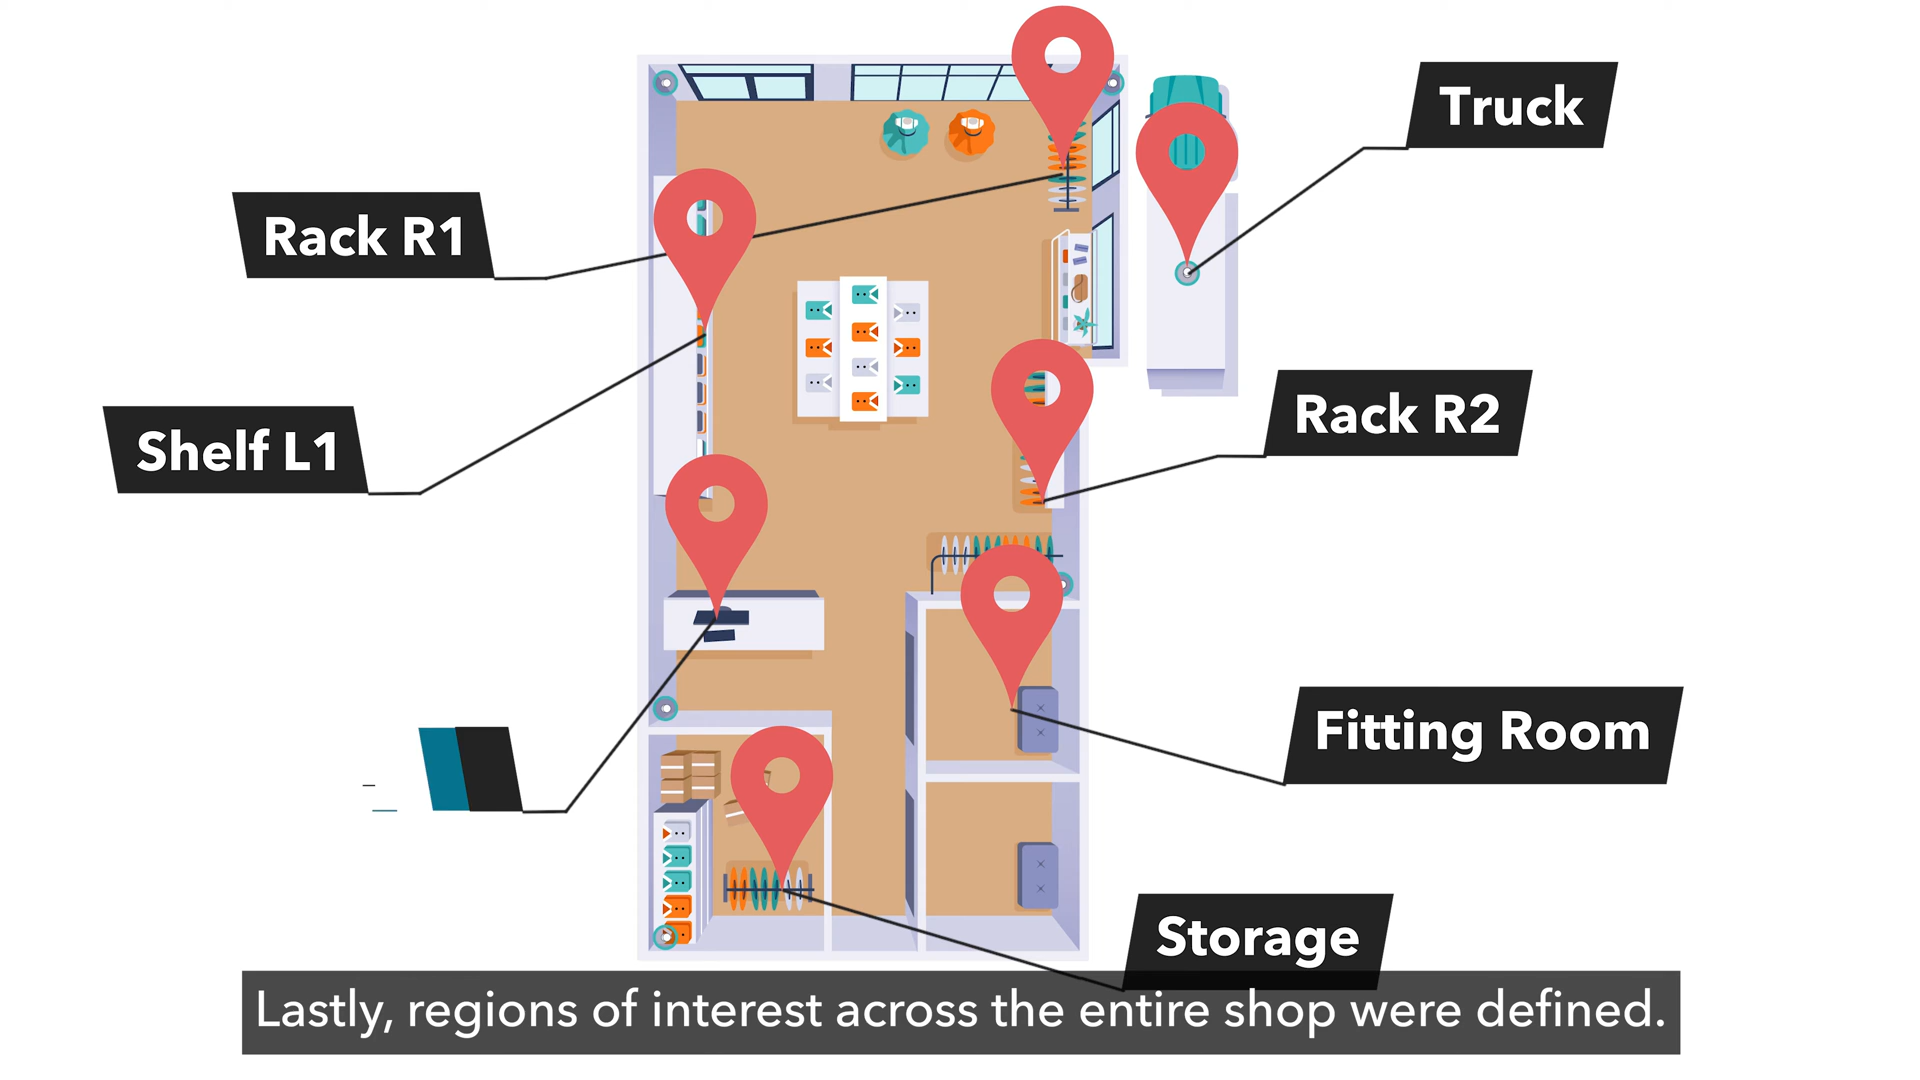 Truck
Rack R1
Rack R2
Shelf L1
Fitting Room
Storage
Lastly, regions of interest across the entire shop were defined.